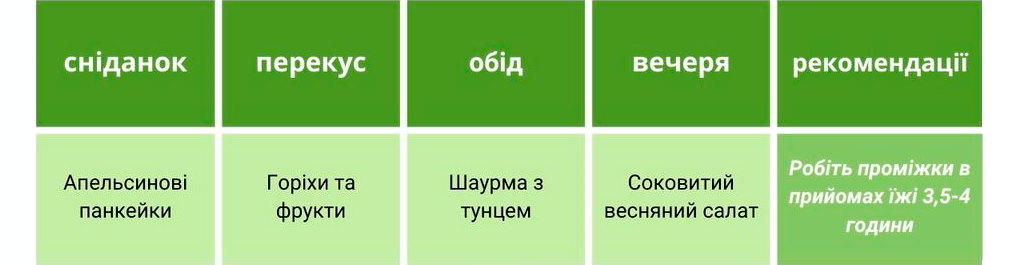 сніданок
перекус
обід
вечеря
рекомендації
Апельсинові
панкейки
Горіхи та
фрукти
Шаурма з
тунцем
Соковитий
весняний салат
Робіть проміжки в
прийомах їжі 3,5-4
години